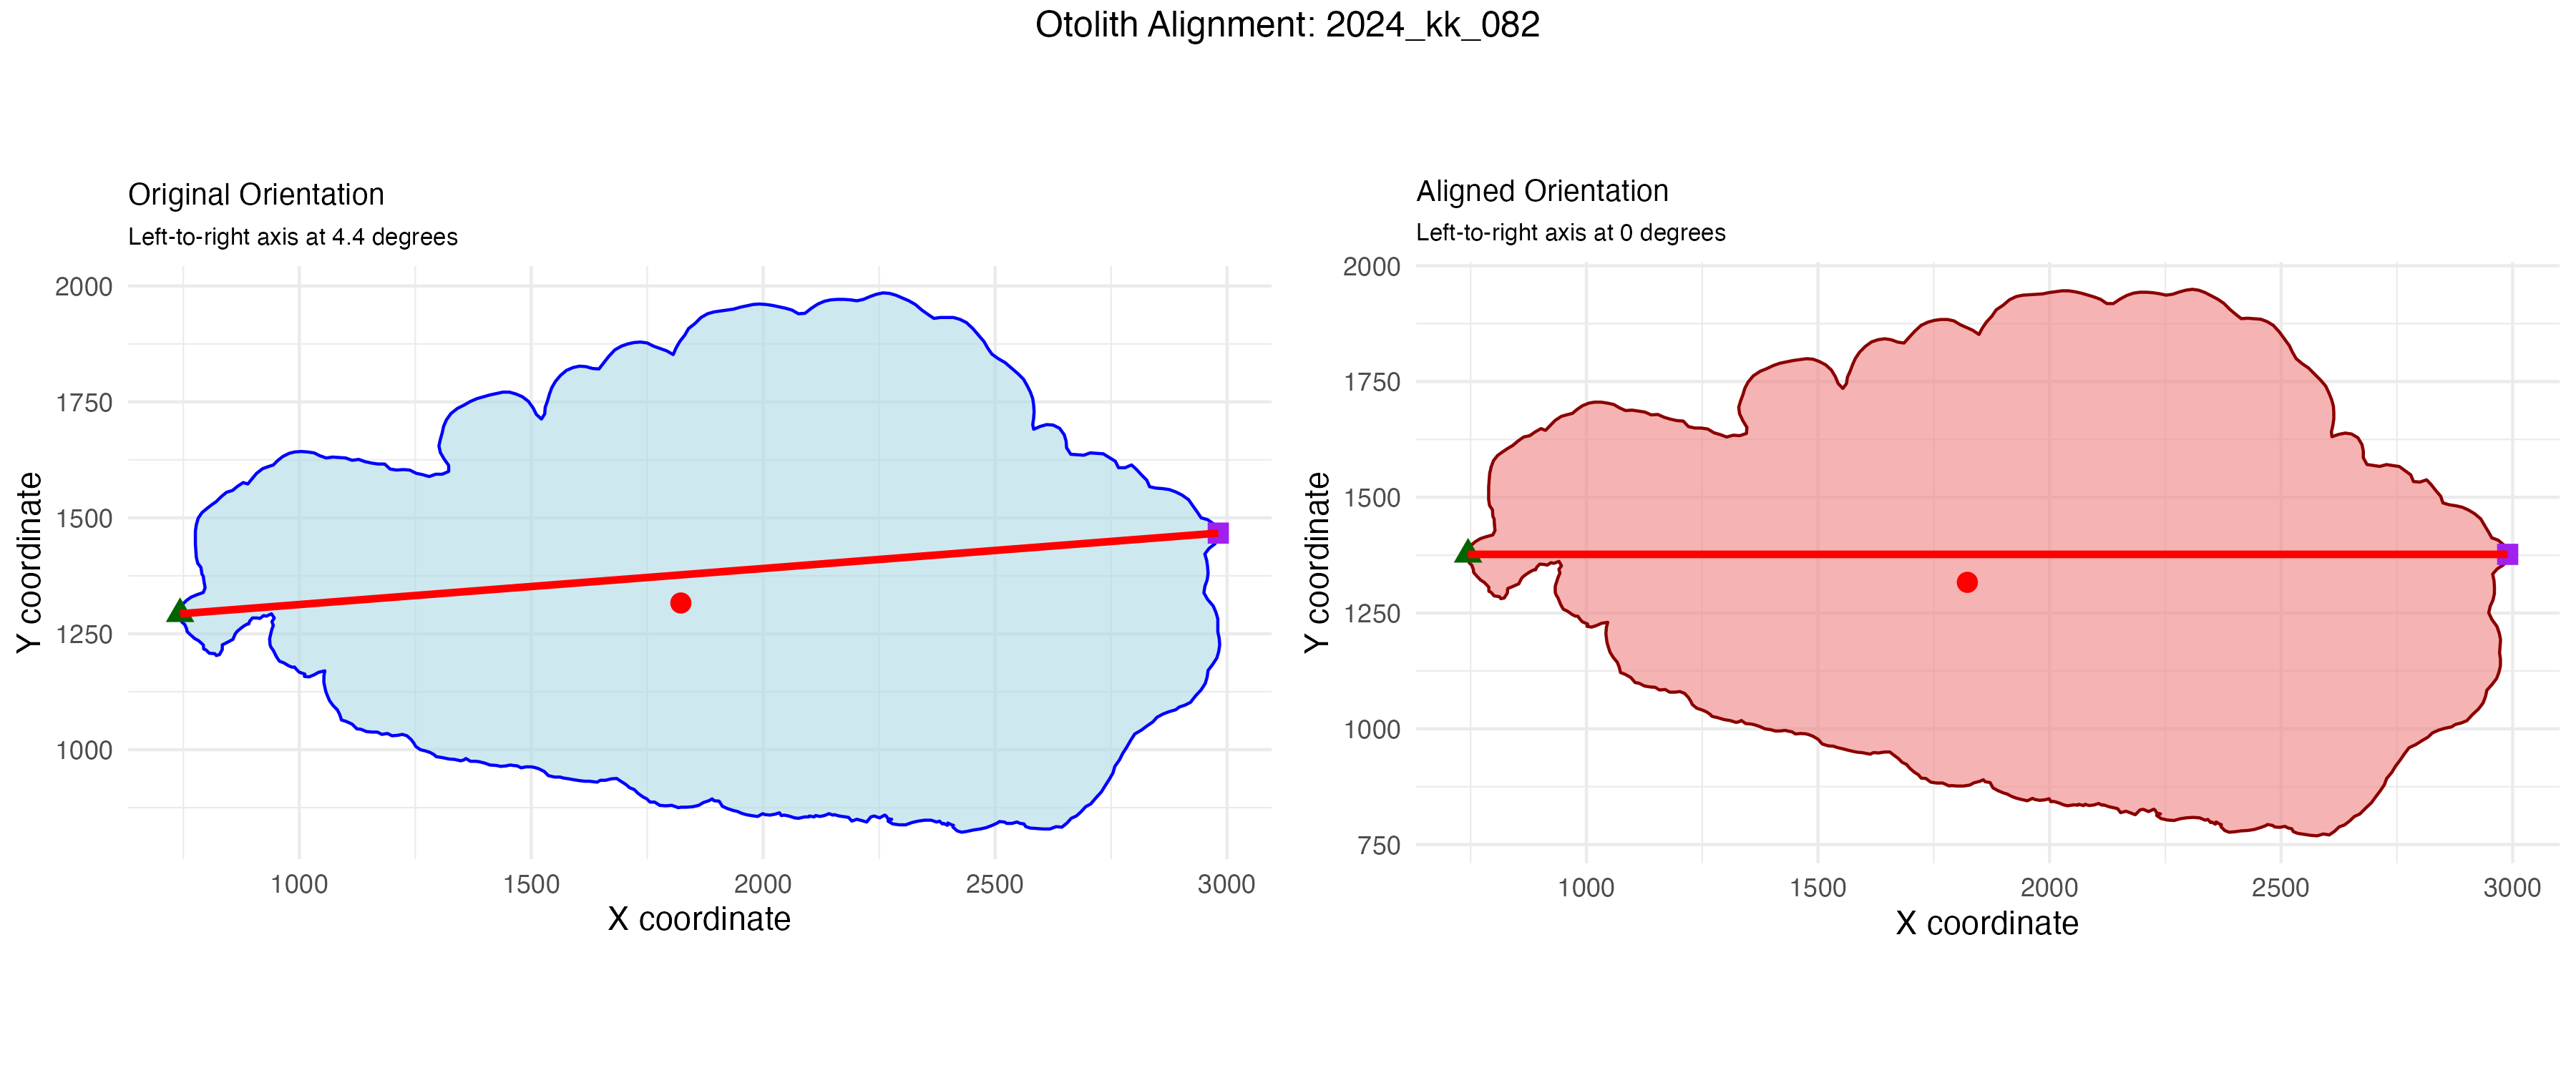 Otolith Alignment: 2024_kk_082
Original Orientation
Left-to-right axis at 4.4 degrees
2000
1750
1500
1250
1000
Y coordinate
1000 1500 2000 2500 3000
X coordinate
Aligned Orientation
Left-to-right axis at 0 degrees
2000
1750
1500
1250
1000
750
Y coordinate
1000 1500 2000 2500 3000
X coordinate